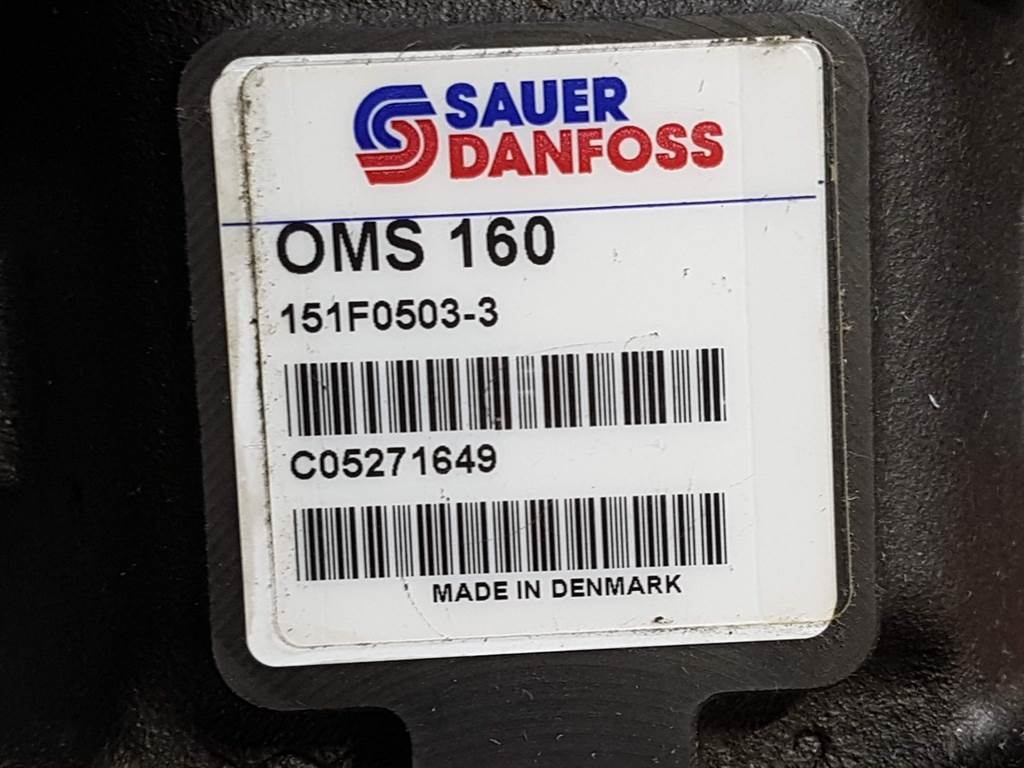 SAUER
DANFOSS
OMS 160
151F0503-3
C05271649
MADE IN DENMARK